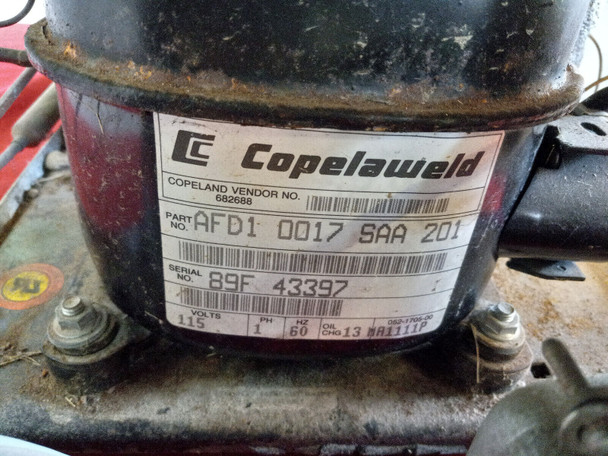 Copelaweld
COPELAND VENDOR NO.
682688
PART NO. AFD1 0017 SAA 201
SERIAL NO. 89F 43397
VOLTS PH HZ OIL CHG 052-1705-00
115 1 60 13 MA1111P